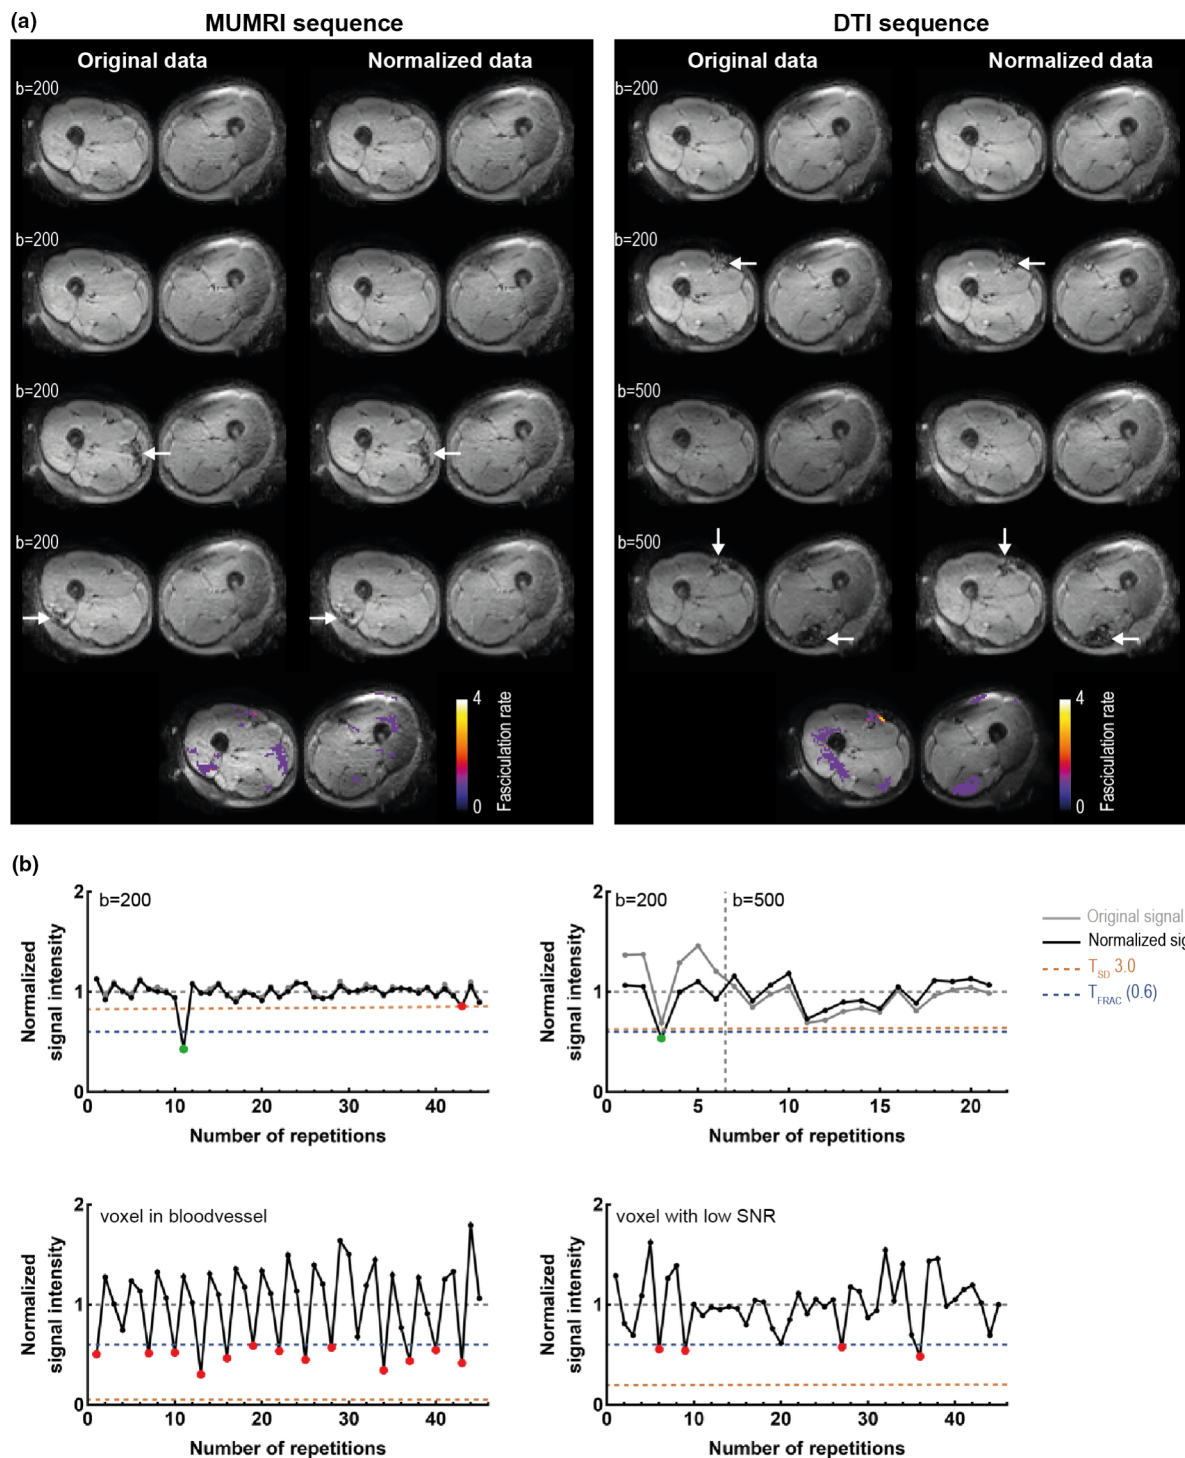 (a)
MUMRI sequence
DTI sequence
Original data
Normalized data
Original data
Normalized data
b=200
b=200
b=200
b=200
b=200
b=500
b=200
b=500
4
0
Fasciculation rate
4
0
Fasciculation rate
(b)
b=200
Normalized
signal intensity
2
1
0
0 10 20 30 40
Number of repetitions
b=200
b=500
Normalized
signal intensity
2
1
0
0 5 10 15 20
Number of repetitions
Original signal
Normalized sig
TSD 3.0
TFRAC (0.6)
voxel in bloodvessel
Normalized
signal intensity
2
1
0
0 10 20 30 40
Number of repetitions
voxel with low SNR
Normalized
signal intensity
2
1
0
0 10 20 30 40
Number of repetitions